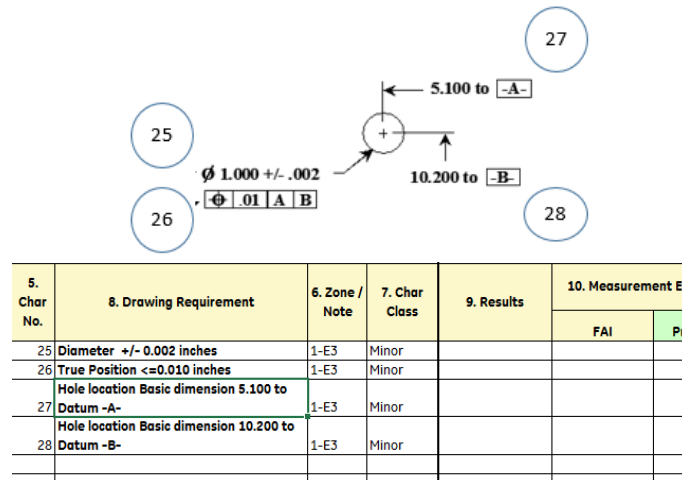 27
5.100 to -A-
25
Ø 1.000 +/- .002
10.200 to -B-
⌖ .01 A B
26
28
5. Char No.
8. Drawing Requirement
6. Zone / Note
7. Char Class
9. Results
10. Measurement E
FAI
P
25 Diameter +/- 0.002 inches 1-E3 Minor
26 True Position <=0.010 inches 1-E3 Minor
Hole location Basic dimension 5.100 to
27 Datum -A- 1-E3 Minor
Hole location Basic dimension 10.200 to
28 Datum -B- 1-E3 Minor